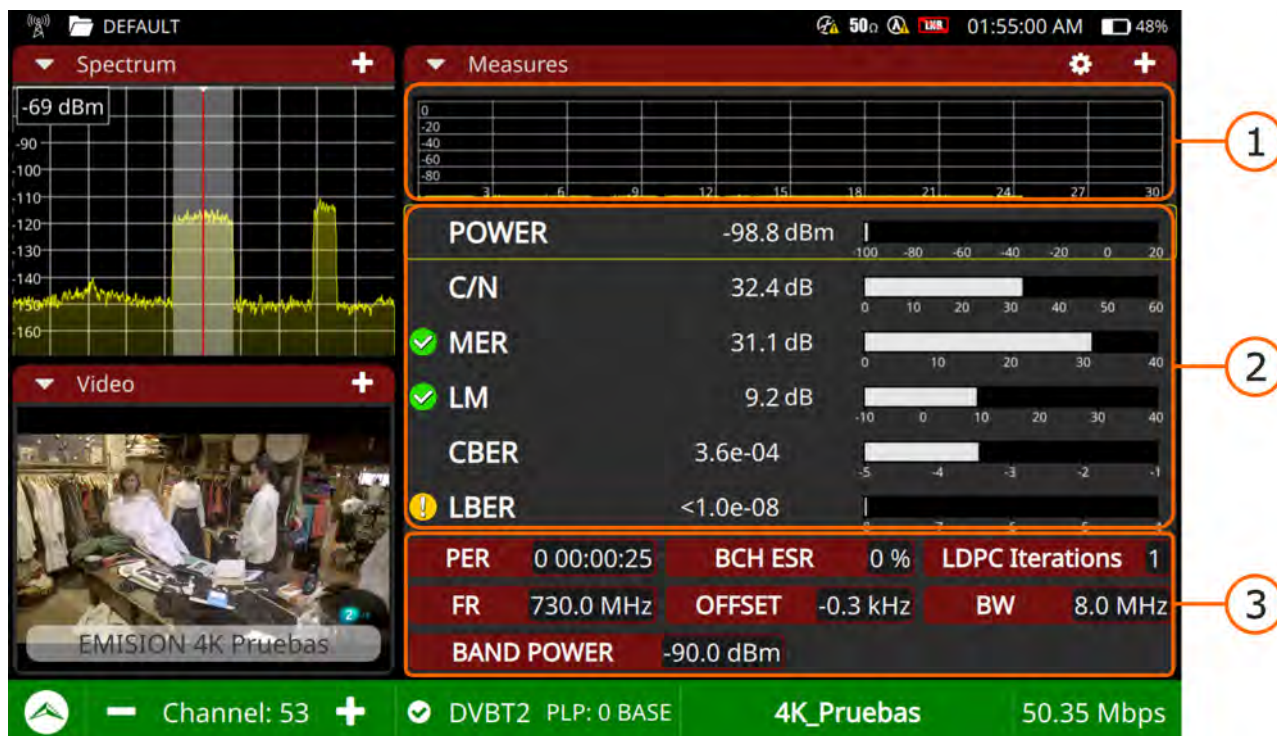 DEFAULT 50Ω LNB 01:55:00 AM 48%
Spectrum
-69 dBm
-90
-100
-110
-120
-130
-140
-150
-160
Video
EMISION 4K Pruebas
Measures
0
-20
-40
-60
-80
3 6 9 12 15 18 21 24 27 30
1
POWER -98.8 dBm
-100 -80 -60 -40 -20 0 20
C/N 32.4 dB
0 10 20 30 40 50 60
MER 31.1 dB
0 10 20 30 40
LM 9.2 dB
-10 0 10 20 30 40
CBER 3.6e-04
-5 -4 -3 -2 -1
LBER <1.0e-08
2
PER 0 00:00:25 BCH ESR 0 % LDPC Iterations 1
FR 730.0 MHz OFFSET -0.3 kHz BW 8.0 MHz
BAND POWER -90.0 dBm
3
Channel: 53 DVBT2 PLP: 0 BASE 4K_Pruebas 50.35 Mbps